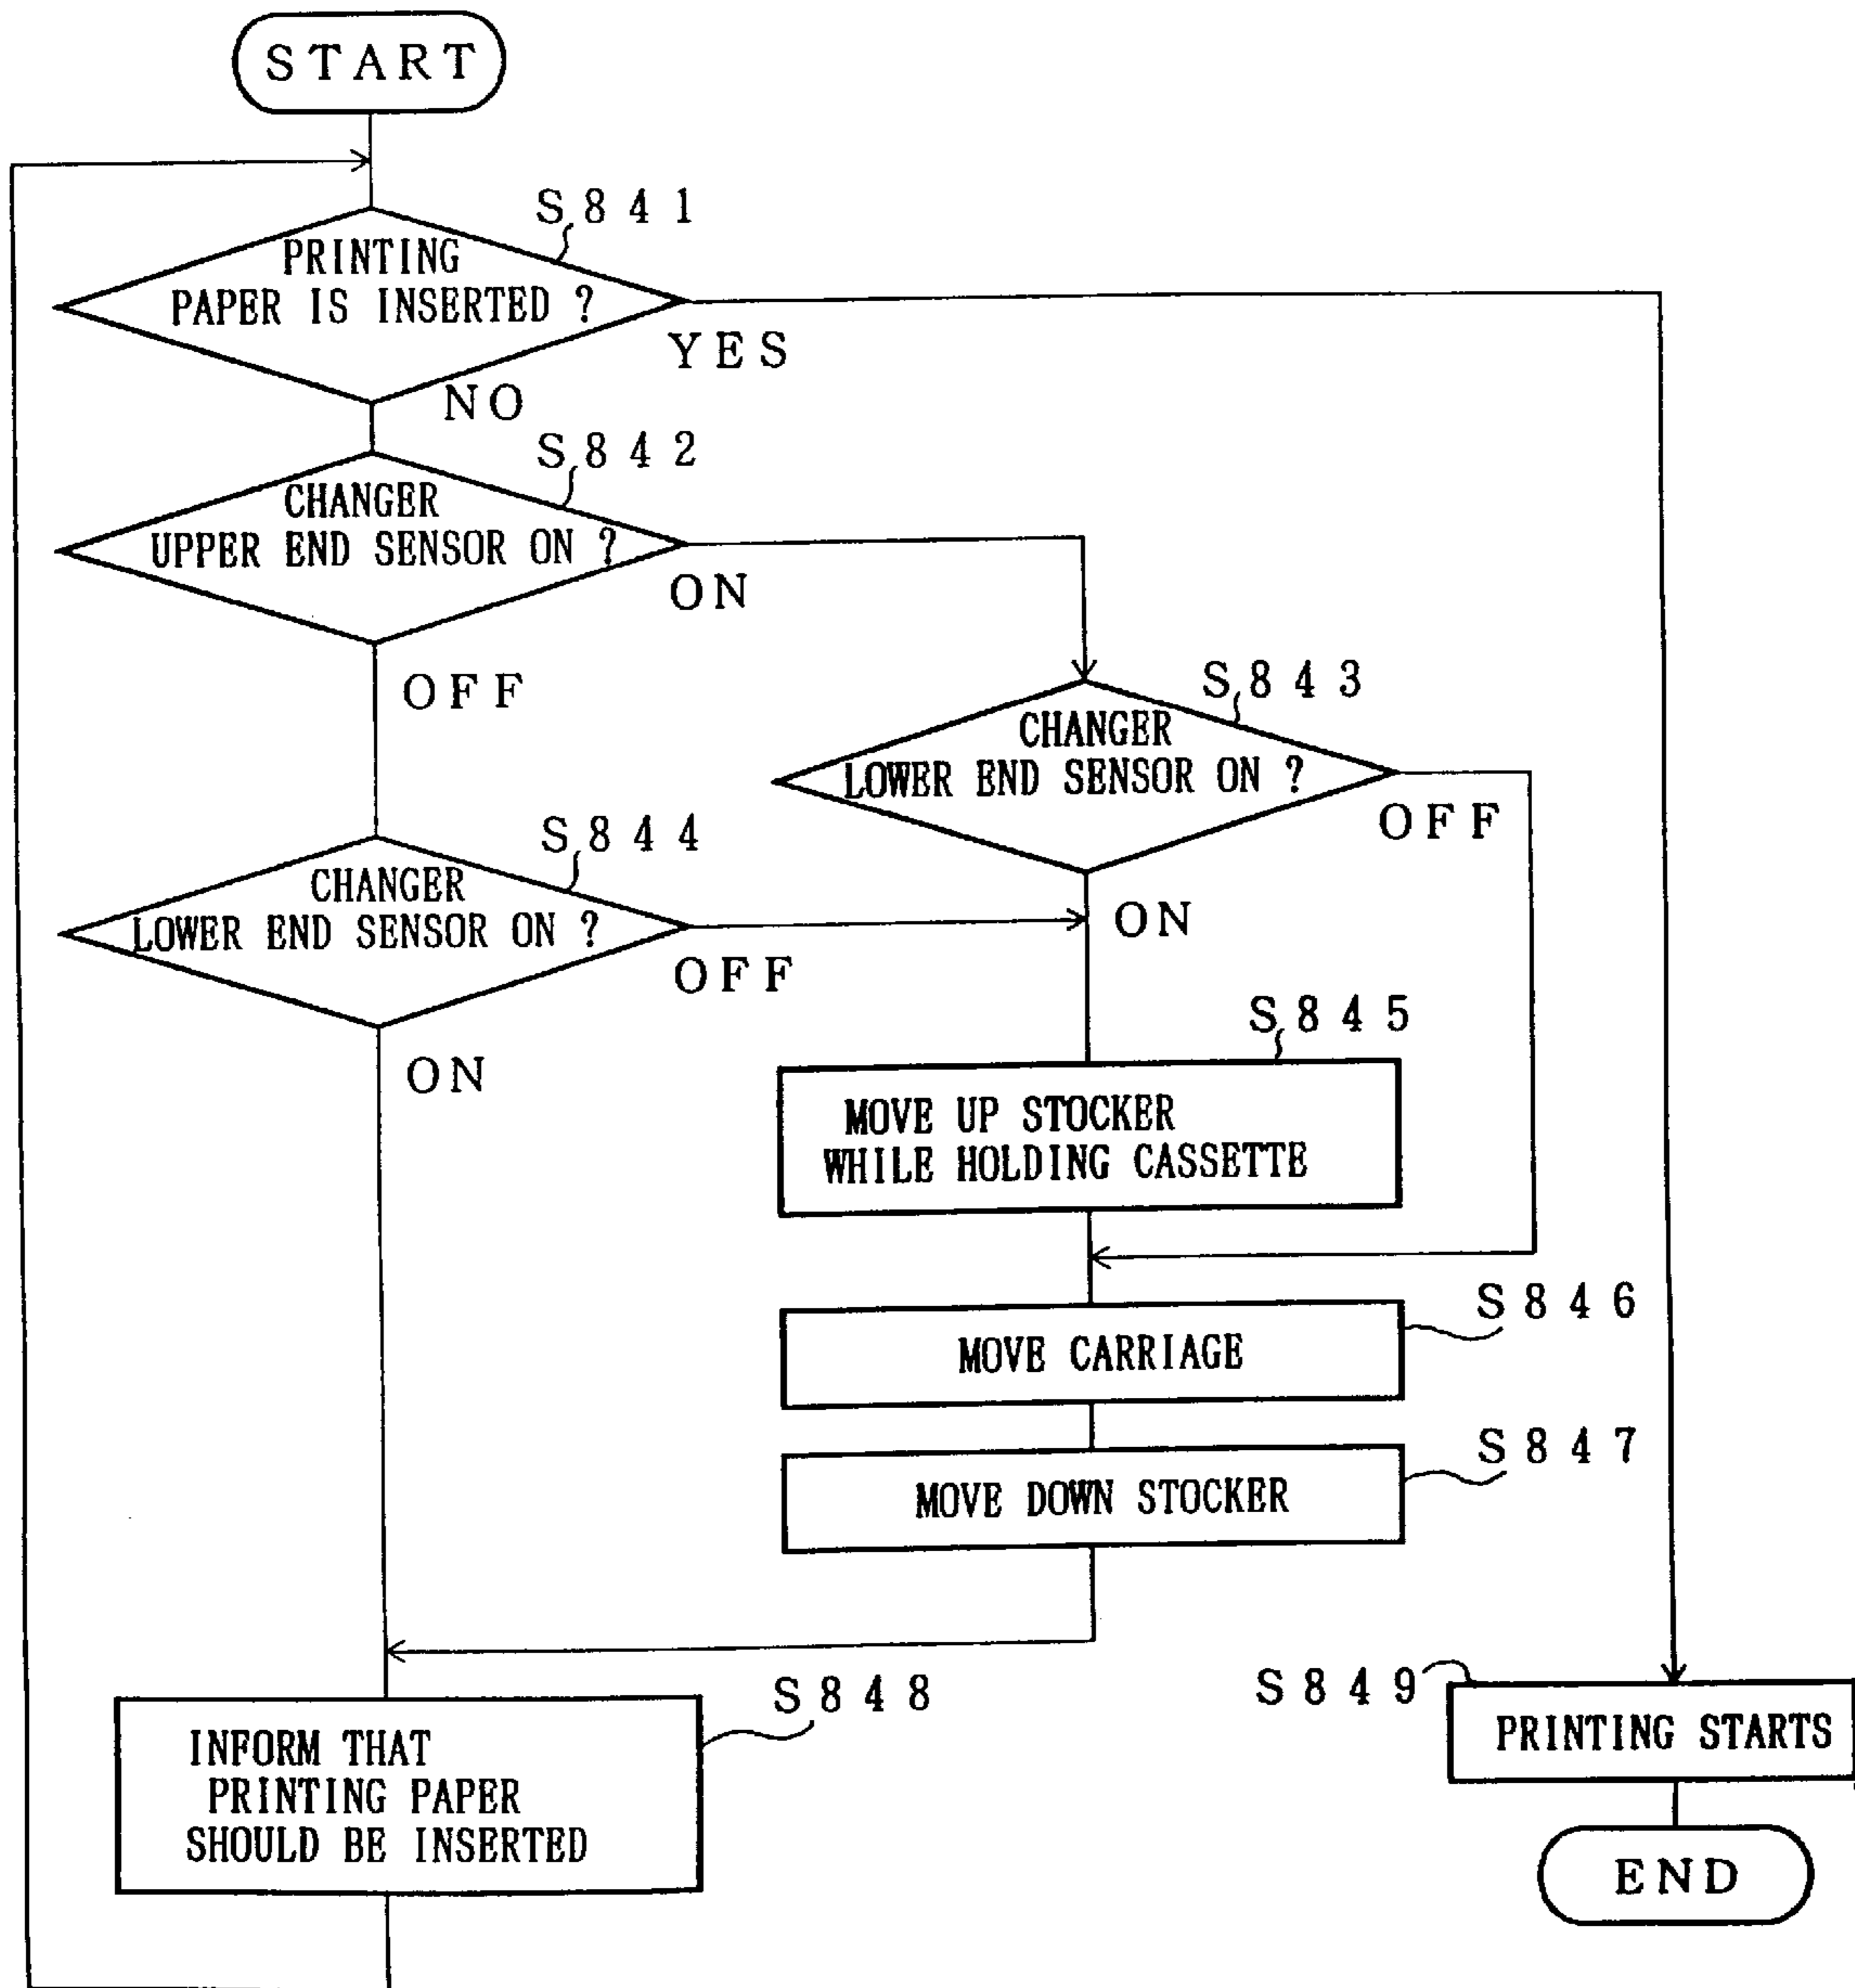 START
S841
PRINTING
PAPER IS INSERTED ?
YES
NO
S842
CHANGER
UPPER END SENSOR ON ?
ON
OFF
S843
CHANGER
LOWER END SENSOR ON ?
OFF
ON
S844
CHANGER
LOWER END SENSOR ON ?
OFF
ON
S845
MOVE UP STOCKER
WHILE HOLDING CASSETTE
S846
MOVE CARRIAGE
S847
MOVE DOWN STOCKER
S848
INFORM THAT
PRINTING PAPER
SHOULD BE INSERTED
S849
PRINTING STARTS
END